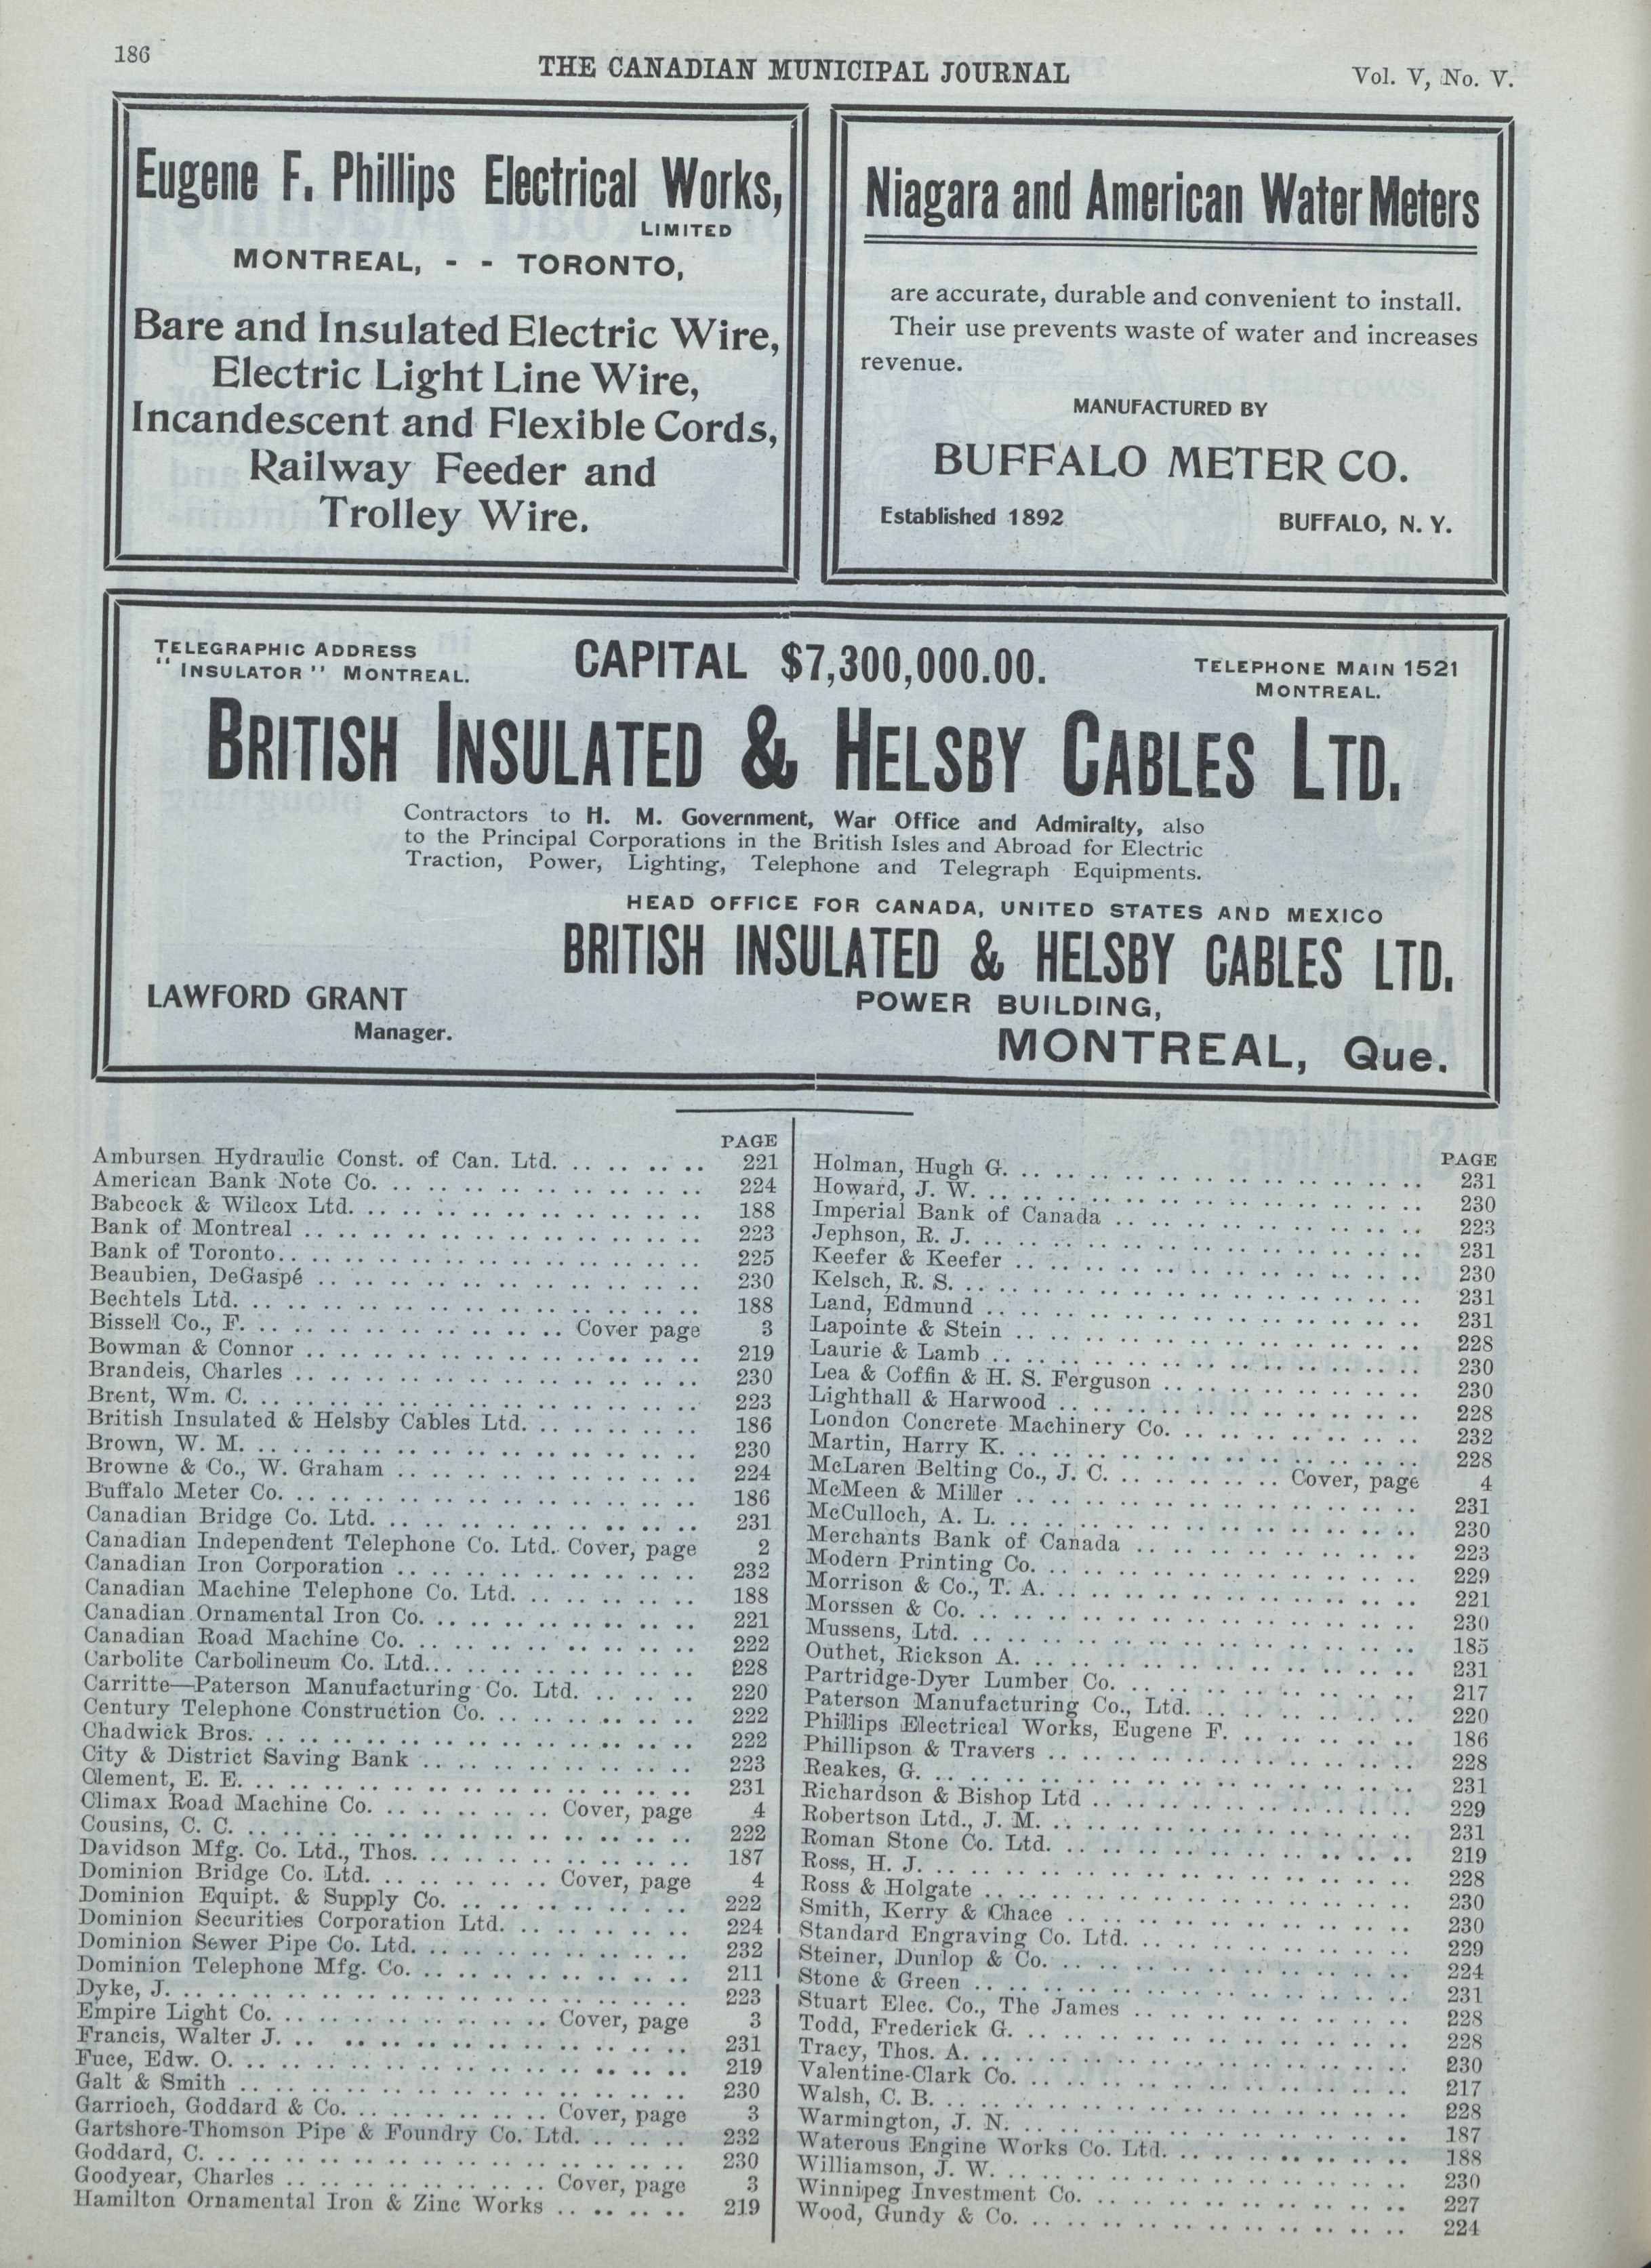 186
THE CANADIAN MUNICIPAL JOURNAL
Vol. V, No. V.
Eugene F. Phillips Electrical Works,
LIMITED
MONTREAL, - - TORONTO,
Bare and Insulated Electric Wire,
Electric Light Line Wire,
Incandescent and Flexible Cords,
Railway Feeder and
Trolley Wire.
Niagara and American Water Meters
are accurate, durable and convenient to install.
Their use prevents waste of water and increases
revenue.
MANUFACTURED BY
BUFFALO METER CO.
Established 1892
BUFFALO, N. Y.
TELEGRAPHIC ADDRESS
"INSULATOR" MONTREAL.
CAPITAL $7,300,000.00.
TELEPHONE MAIN 1521
MONTREAL.
BRITISH INSULATED & HELSBY CABLES LTD.
Contractors to H. M. Government, War Office and Admiralty, also
to the Principal Corporations in the British Isles and Abroad for Electric
Traction, Power, Lighting, Telephone and Telegraph Equipments.
HEAD OFFICE FOR CANADA, UNITED STATES AND MEXICO
BRITISH INSULATED & HELSBY CABLES LTD.
LAWFORD GRANT
Manager.
POWER BUILDING,
MONTREAL, Que.
PAGE
Ambursen Hydraulic Const. of Can. Ltd. .. .. .. .. 221
American Bank Note Co. .. .. .. .. 224
Babcock & Wilcox Ltd. .. .. .. .. 188
Bank of Montreal .. .. .. .. 223
Bank of Toronto .. .. .. .. 225
Beaubien, DeGaspé .. .. .. .. 230
Bechtels Ltd. .. .. .. .. 188
Bissell Co., F. .. .. .. .. Cover page 3
Bowman & Connor .. .. .. .. 219
Brandeis, Charles .. .. .. .. 230
Brent, Wm. C. .. .. .. .. 223
British Insulated & Helsby Cables Ltd. .. .. .. .. 186
Brown, W. M. .. .. .. .. 230
Browne & Co., W. Graham .. .. .. .. 224
Buffalo Meter Co. .. .. .. .. 186
Canadian Bridge Co. Ltd. .. .. .. .. 231
Canadian Independent Telephone Co. Ltd. Cover, page 2
Canadian Iron Corporation .. .. .. .. 232
Canadian Machine Telephone Co. Ltd. .. .. .. .. 188
Canadian Ornamental Iron Co. .. .. .. .. 221
Canadian Road Machine Co. .. .. .. .. 222
Carbolite Carbolineum Co. Ltd. .. .. .. .. 228
Carritte—Paterson Manufacturing Co. Ltd. .. .. .. 220
Century Telephone Construction Co. .. .. .. .. 222
Chadwick Bros. .. .. .. .. 222
City & District Saving Bank .. .. .. .. 223
Clement, E. E. .. .. .. .. 231
Climax Road Machine Co. .. .. .. .. Cover, page 4
Cousins, C. C. .. .. .. .. 222
Davidson Mfg. Co. Ltd., Thos. .. .. .. .. 187
Dominion Bridge Co. Ltd. .. .. .. .. Cover, page 4
Dominion Equipt. & Supply Co. .. .. .. .. 222
Dominion Securities Corporation Ltd. .. .. .. .. 224
Dominion Sewer Pipe Co. Ltd. .. .. .. .. 232
Dominion Telephone Mfg. Co. .. .. .. .. 211
Dyke, J. .. .. .. .. 223
Empire Light Co. .. .. .. .. Cover, page 3
Francis, Walter J. .. .. .. .. 231
Fuce, Edw. O. .. .. .. .. 219
Galt & Smith .. .. .. .. 230
Garrioch, Goddard & Co. .. .. .. .. Cover, page 3
Gartshore-Thomson Pipe & Foundry Co. Ltd. .. .. .. 232
Goddard, C. .. .. .. .. 230
Goodyear, Charles .. .. .. .. Cover, page 3
Hamilton Ornamental Iron & Zinc Works .. .. .. .. 219
PAGE
Holman, Hugh G. .. .. .. .. 231
Howard, J. W. .. .. .. .. 230
Imperial Bank of Canada .. .. .. .. 223
Jephson, R. J. .. .. .. .. 231
Keefer & Keefer .. .. .. .. 230
Kelsch, R. S. .. .. .. .. 231
Land, Edmund .. .. .. .. 231
Lapointe & Stein .. .. .. .. 228
Laurie & Lamb .. .. .. .. 230
Lea & Coffin & H. S. Ferguson .. .. .. .. 230
Lighthall & Harwood .. .. .. .. 228
London Concrete Machinery Co. .. .. .. .. 232
Martin, Harry K. .. .. .. .. 228
McLaren Belting Co., J. C. .. .. .. .. Cover, page 4
McMeen & Miller .. .. .. .. 231
McCulloch, A. L. .. .. .. .. 230
Merchants Bank of Canada .. .. .. .. 223
Modern Printing Co. .. .. .. .. 229
Morrison & Co., T. A. .. .. .. .. 221
Morssen & Co. .. .. .. .. 230
Mussens, Ltd. .. .. .. .. 185
Outhet, Rickson A. .. .. .. .. 231
Partridge-Dyer Lumber Co. .. .. .. .. 217
Paterson Manufacturing Co., Ltd. .. .. .. .. 220
Phillips Electrical Works, Eugene F. .. .. .. .. 186
Phillipson & Travers .. .. .. .. 228
Reakes, G. .. .. .. .. 231
Richardson & Bishop Ltd .. .. .. .. 229
Robertson Ltd., J. M. .. .. .. .. 231
Roman Stone Co. Ltd. .. .. .. .. 219
Ross, H. J. .. .. .. .. 228
Ross & Holgate .. .. .. .. 230
Smith, Kerry & Chace .. .. .. .. 230
Standard Engraving Co. Ltd. .. .. .. .. 229
Steiner, Dunlop & Co. .. .. .. .. 224
Stone & Green .. .. .. .. 231
Stuart Elec. Co., The James .. .. .. .. 228
Todd, Frederick G. .. .. .. .. 228
Tracy, Thos. A. .. .. .. .. 230
Valentine-Clark Co. .. .. .. .. 217
Walsh, C. B. .. .. .. .. 228
Warmington, J. N. .. .. .. .. 187
Waterous Engine Works Co. Ltd. .. .. .. .. 188
Williamson, J. W. .. .. .. .. 230
Winnipeg Investment Co. .. .. .. .. 227
Wood, Gundy & Co. .. .. .. .. 224